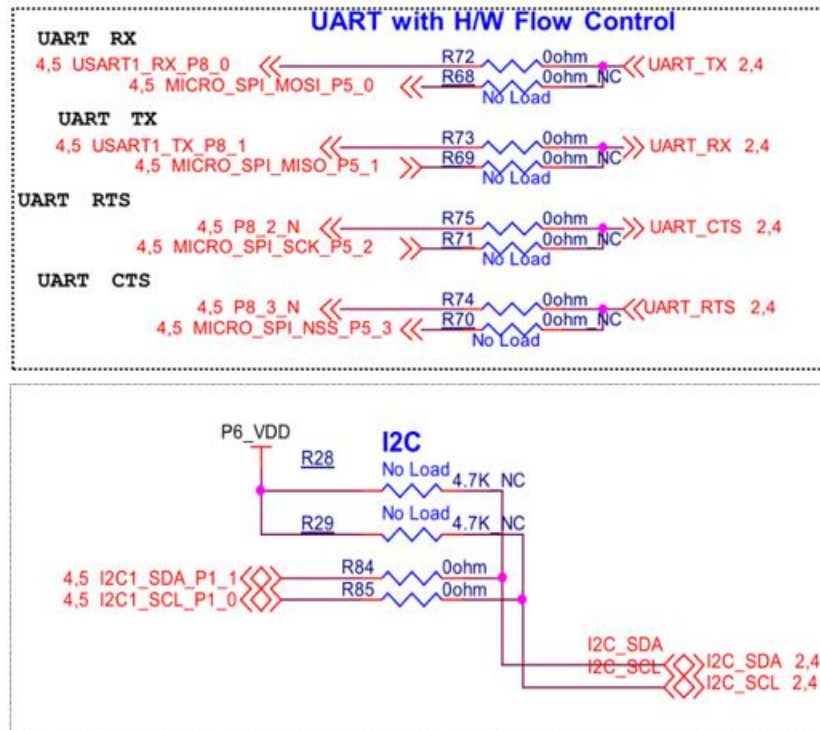 UART with H/W Flow Control
UART RX
4,5 USART1_RX_P8_0 R72 0ohm UART_TX 2,4
4,5 MICRO_SPI_MOSI_P5_0 R68 0ohm_NC
No Load
UART TX
4,5 USART1_TX_P8_1 R73 0ohm UART_RX 2,4
4,5 MICRO_SPI_MISO_P5_1 R69 0ohm_NC
No Load
UART RTS
4,5 P8_2_N R75 0ohm UART_CTS 2,4
4,5 MICRO_SPI_SCK_P5_2 R71 0ohm_NC
No Load
UART CTS
4,5 P8_3_N R74 0ohm UART_RTS 2,4
4,5 MICRO_SPI_NSS_P5_3 R70 0ohm_NC
No Load
P6_VDD
I2C
R28 No Load 4.7K_NC
R29 No Load 4.7K_NC
4,5 I2C1_SDA_P1_1 R84 0ohm
4,5 I2C1_SCL_P1_0 R85 0ohm
I2C_SDA I2C_SDA 2,4
I2C_SCL I2C_SCL 2,4